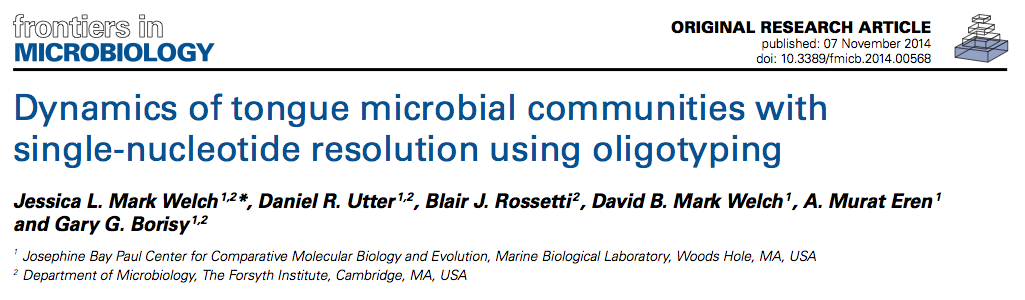 frontiers in
MICROBIOLOGY
ORIGINAL RESEARCH ARTICLE
published: 07 November 2014
doi: 10.3389/fmicb.2014.00568
Dynamics of tongue microbial communities with
single-nucleotide resolution using oligotyping
Jessica L. Mark Welch1,2*, Daniel R. Utter1,2, Blair J. Rossetti2, David B. Mark Welch1, A. Murat Eren1
and Gary G. Borisy1,2
1 Josephine Bay Paul Center for Comparative Molecular Biology and Evolution, Marine Biological Laboratory, Woods Hole, MA, USA
2 Department of Microbiology, The Forsyth Institute, Cambridge, MA, USA